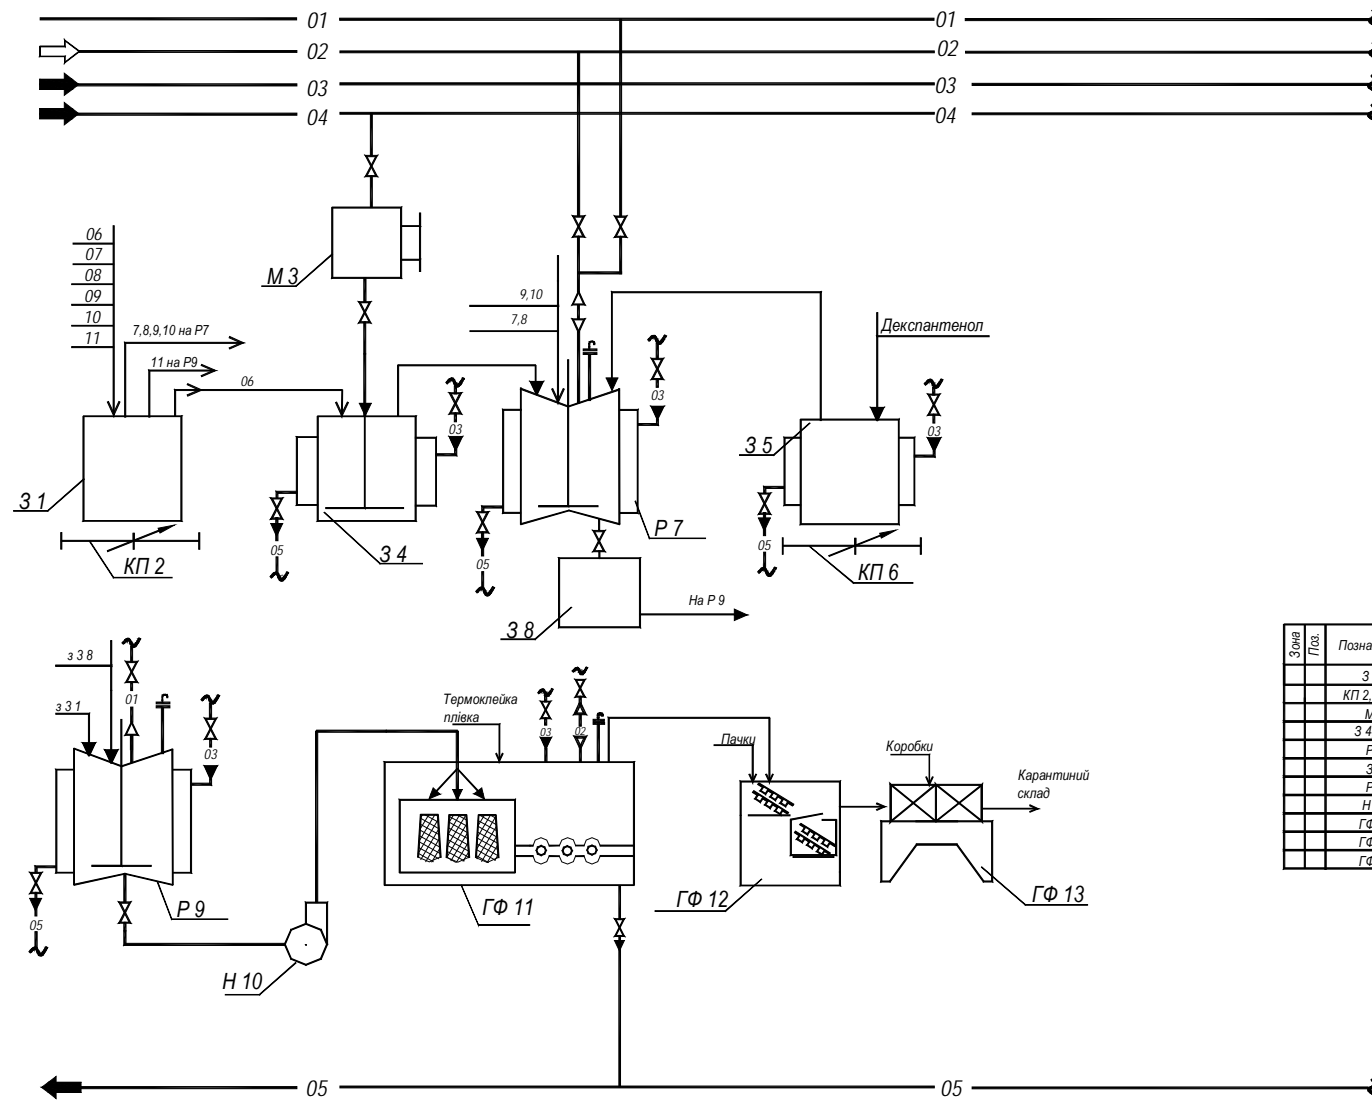 01 01
02 02
03 03
04 04
06
07
08
09
10
11
М 3
7,8,9,10 на Р7
11 на Р9
06
9,10
7,8
Декспантенол
03
03
03
З 1
КП 2
05
З 4
05
Р 7
З 5
05
КП 6
З 8
На Р 9
з З 8
з З 1
01
03
05
Р 9
Н 10
Термоклейка
плівка
03
02
ГФ 11
Пачки
ГФ 12
Коробки
Карантиний
склад
ГФ 13
Зона
Поз.
Позна
З
КП 2,
М
З 4
Р
З
Р
Н
ГФ
ГФ
ГФ
05 05